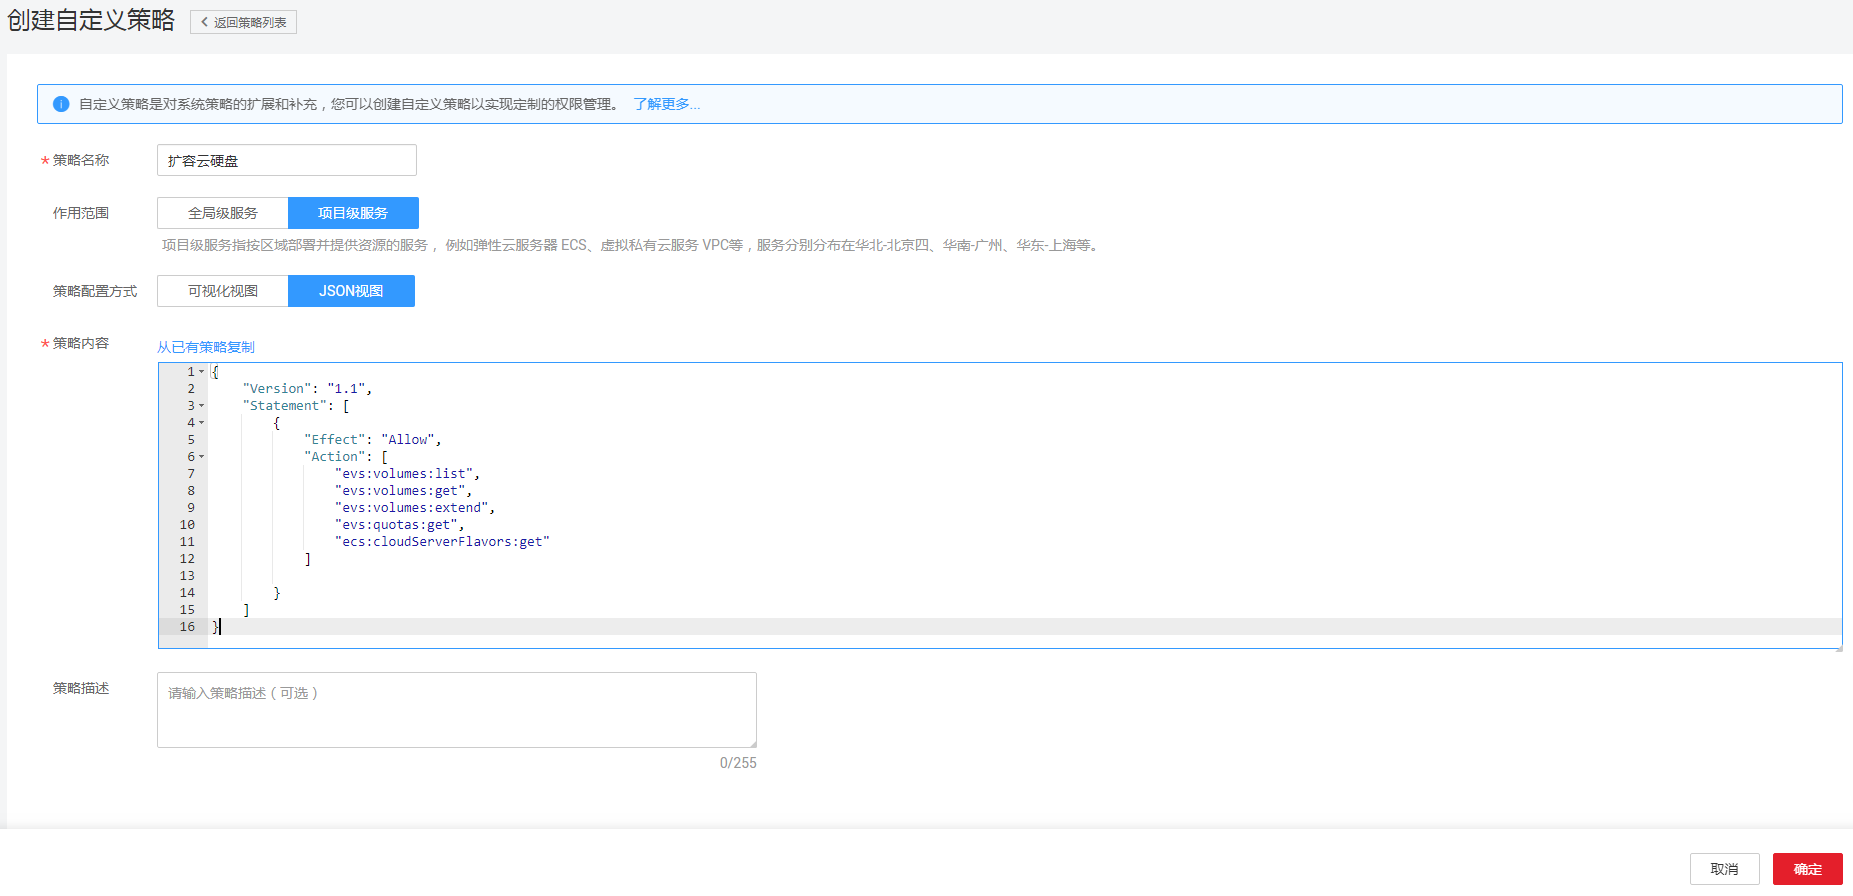 创建自定义策略 返回策略列表
自定义策略是对系统策略的扩展和补充，您可以创建自定义策略以实现定制的权限管理。 了解更多...
* 策略名称 扩容云硬盘
作用范围 全局级服务 项目级服务
项目级服务指按区域部署并提供资源的服务， 例如弹性云服务器 ECS、虚拟私有云服务 VPC等，服务分别分布在华北-北京四、华南-广州、华东-上海等。
策略配置方式 可视化视图 JSON视图
* 策略内容 从已有策略复制
1 {
2 "Version": "1.1",
3 "Statement": [
4 {
5 "Effect": "Allow",
6 "Action": [
7 "evs:volumes:list",
8 "evs:volumes:get",
9 "evs:volumes:extend",
10 "evs:quotas:get",
11 "ecs:cloudServerFlavors:get"
12 ]
13
14 }
15 ]
16 }
策略描述 请输入策略描述（可选）
0/255
取消 确定